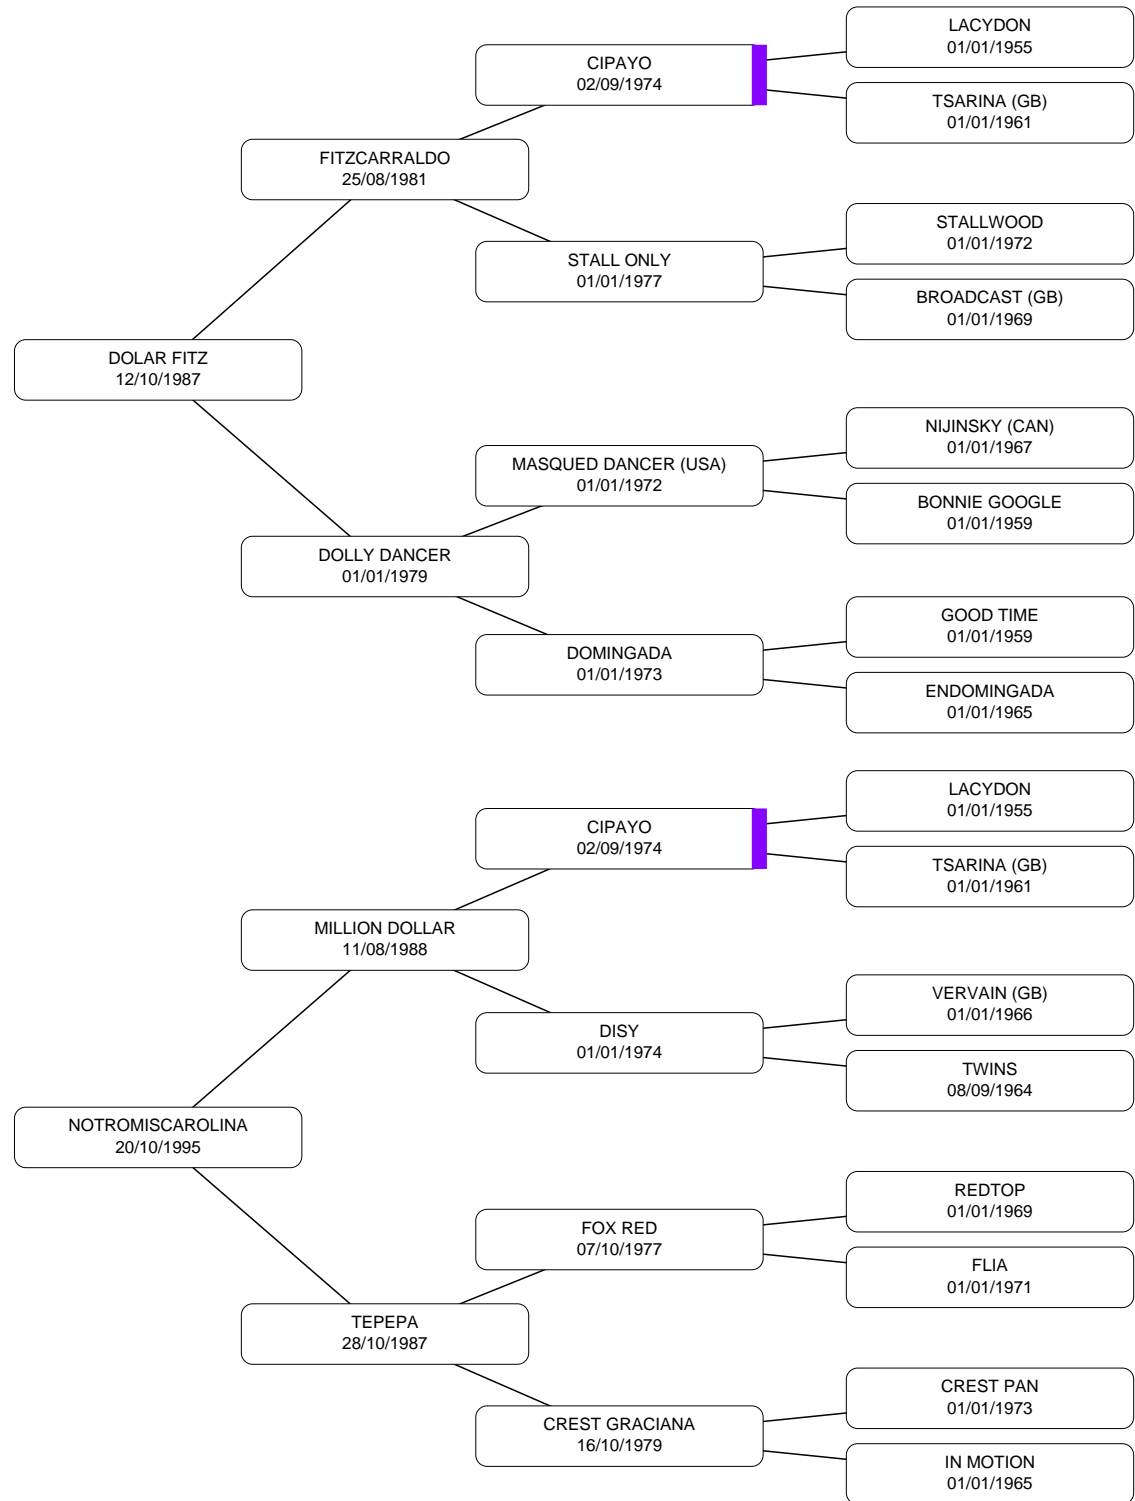 LACYDON
01/01/1955
CIPAYO
02/09/1974
TSARINA (GB)
01/01/1961
FITZCARRALDO
25/08/1981
STALLWOOD
01/01/1972
STALL ONLY
01/01/1977
BROADCAST (GB)
01/01/1969
DOLAR FITZ
12/10/1987
NIJINSKY (CAN)
01/01/1967
MASQUED DANCER (USA)
01/01/1972
BONNIE GOOGLE
01/01/1959
DOLLY DANCER
01/01/1979
GOOD TIME
01/01/1959
DOMINGADA
01/01/1973
ENDOMINGADA
01/01/1965
LACYDON
01/01/1955
CIPAYO
02/09/1974
TSARINA (GB)
01/01/1961
MILLION DOLLAR
11/08/1988
VERVAIN (GB)
01/01/1966
DISY
01/01/1974
TWINS
08/09/1964
NOTROMISCAROLINA
20/10/1995
REDTOP
01/01/1969
FOX RED
07/10/1977
FLIA
01/01/1971
TEPEPA
28/10/1987
CREST PAN
01/01/1973
CREST GRACIANA
16/10/1979
IN MOTION
01/01/1965